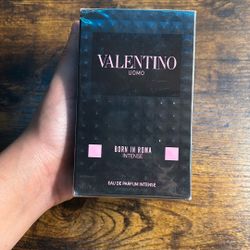 VALENTINO
UOMO
BORN IN ROMA
INTENSE
EAU DE PARFUM INTENSE